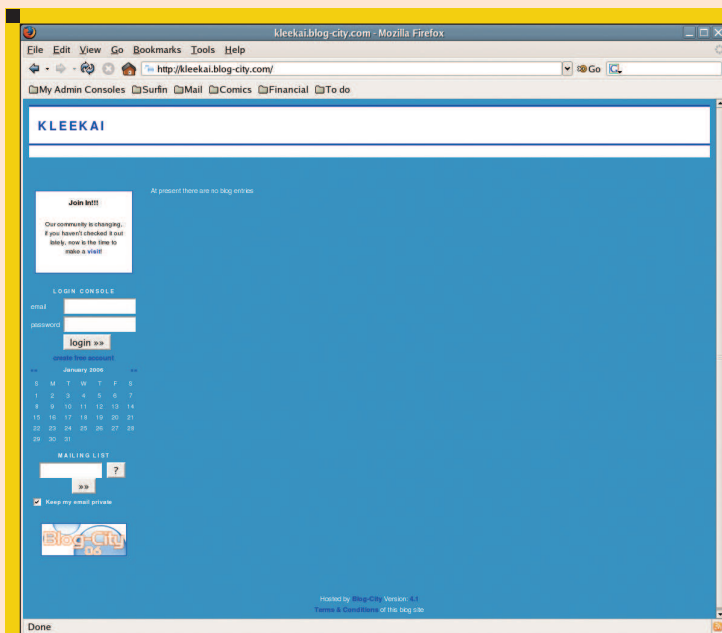 kleekai.blog-city.com - Mozilla Firefox
File Edit View Go Bookmarks Tools Help
http://kleekai.blog-city.com/ Go G
My Admin Consoles Surfin Mail Comics Financial To do
KLEEKAI
At present there are no blog entries
Join In!!!
Our community is changing,
if you haven't checked it out
lately, now is the time to
make a visit!
LOGIN CONSOLE
email
password
login »»
create free account
«« January 2006 »»
S M T W T F S
1 2 3 4 5 6 7
8 9 10 11 12 13 14
15 16 17 18 19 20 21
22 23 24 25 26 27 28
29 30 31
MAILING LIST
?
»»
Keep my email private
Blog-City
06
Hosted by Blog-City Version 4.1
Terms & Conditions of this blog site
Done